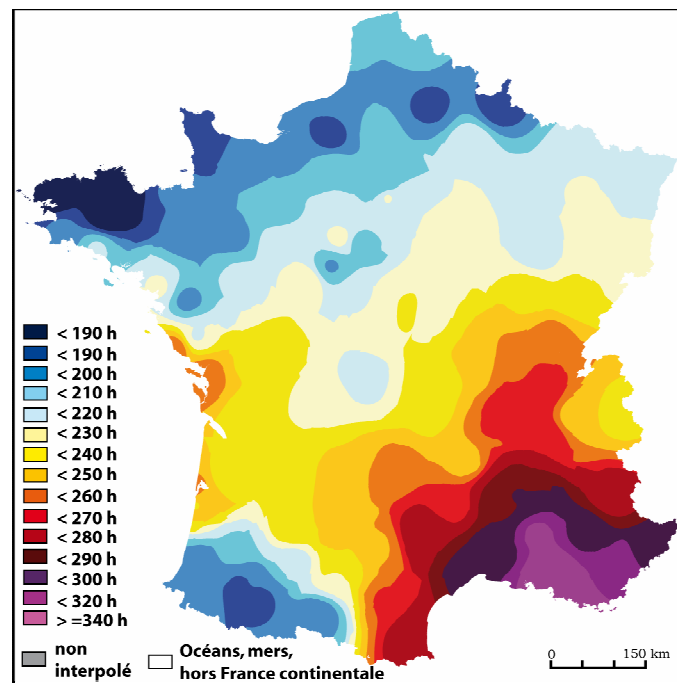 < 190 h
< 190 h
< 200 h
< 210 h
< 220 h
< 230 h
< 240 h
< 250 h
< 260 h
< 270 h
< 280 h
< 290 h
< 300 h
< 320 h
> =340 h
non
interpolé
Océans, mers,
hors France continentale
0 150 km